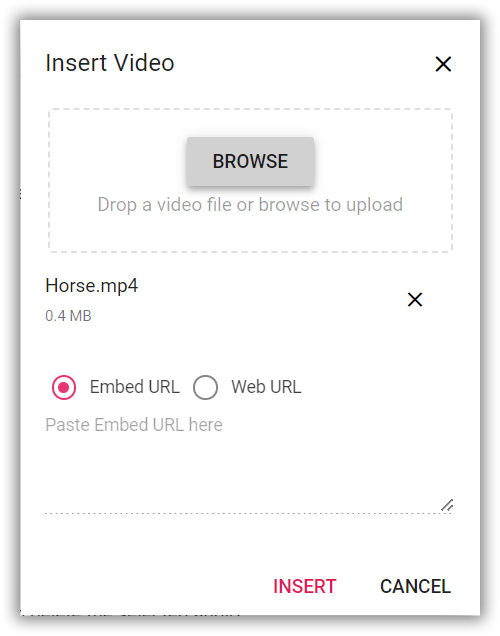 Insert Video
BROWSE
Drop a video file or browse to upload
Horse.mp4
0.4 MB
Embed URL Web URL
Paste Embed URL here
INSERT CANCEL